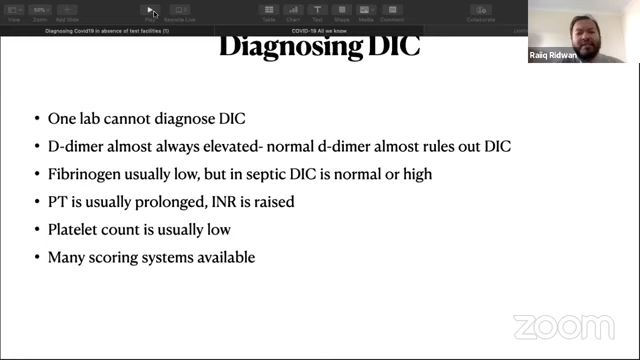 View
50%
Zoom
Add Slide
Play
Keynote Live
Table
Chart
Text
Shape
Media
Comment
Collaborate
Diagnosing Covid19 in absence of test facilities (1)
COVID-19 All we know
Raiiq Ridwan
Diagnosing DIC
• One lab cannot diagnose DIC
• D-dimer almost always elevated- normal d-dimer almost rules out DIC
• Fibrinogen usually low, but in septic DIC is normal or high
• PT is usually prolonged, INR is raised
• Platelet count is usually low
• Many scoring systems available
zoom